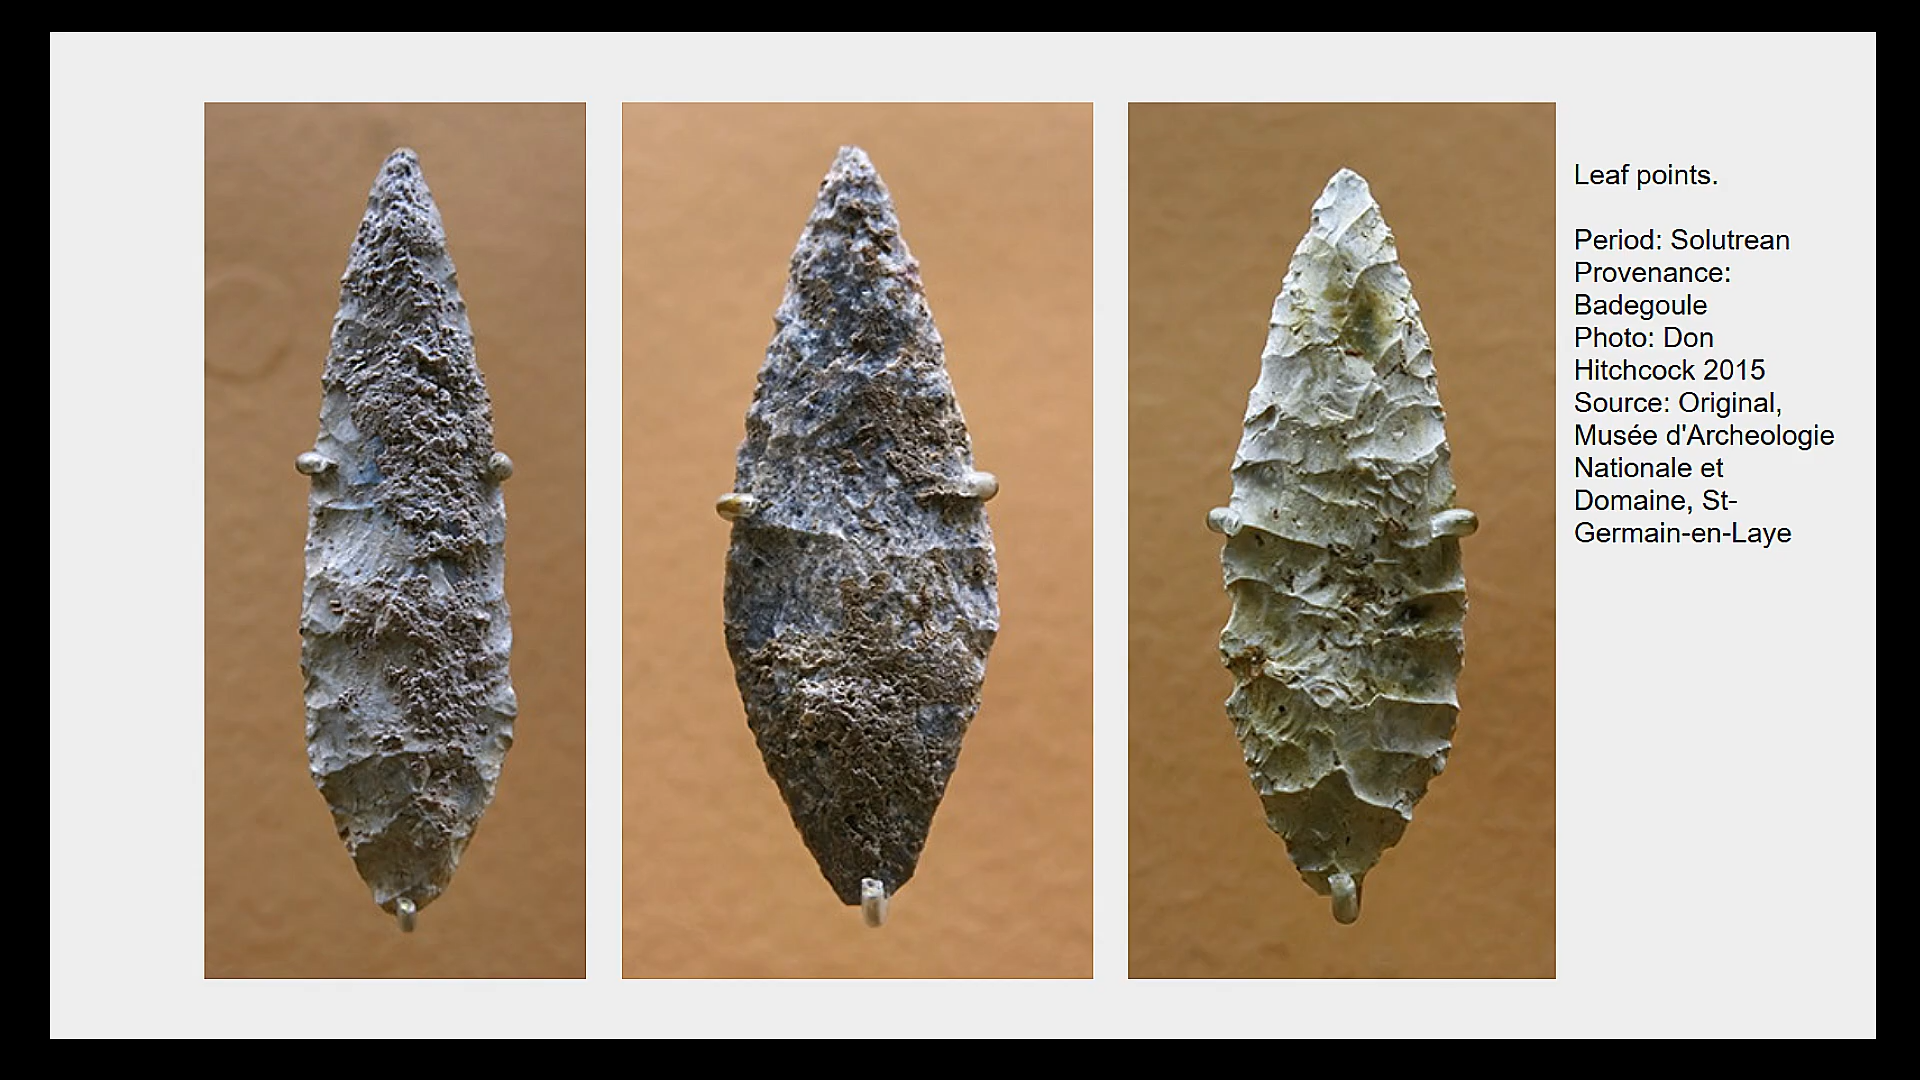 Leaf points.
Period: Solutrean
Provenance:
Badegoule
Photo: Don
Hitchcock 2015
Source: Original,
Musée d'Archeologie
Nationale et
Domaine, St-
Germain-en-Laye